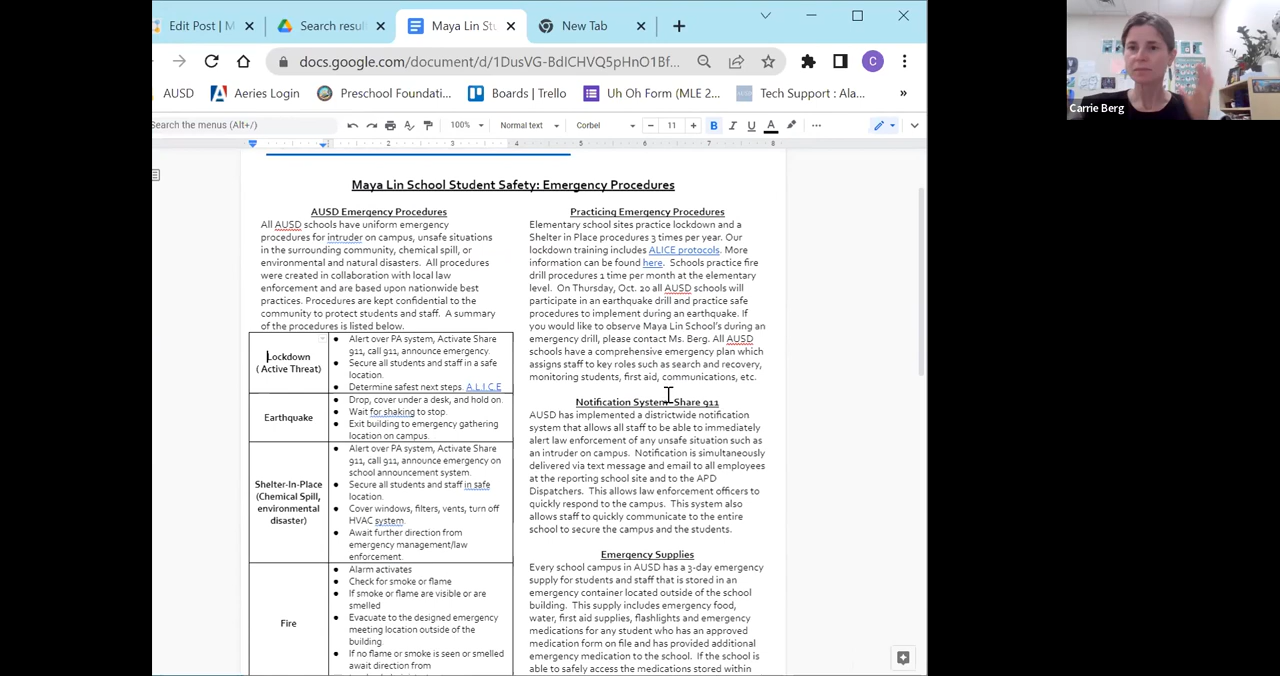 Edit Post | M
Search resul
Maya Lin Stu
New Tab
docs.google.com/document/d/1DusVG-BdICHVQ5pHnO1Bf...
C
AUSD
Aeries Login
Preschool Foundati...
Boards | Trello
Uh Oh Form (MLE 2...
Tech Support : Ala...
»
Search the menus (Alt+/)
100%
Normal text
Corbel
11
B
I
U
A
2
3
4
5
6
7
8
Carrie Berg
Maya Lin School Student Safety: Emergency Procedures
AUSD Emergency Procedures
All AUSD schools have uniform emergency
procedures for intruder on campus, unsafe situations
in the surrounding community, chemical spill, or
environmental and natural disasters. All procedures
were created in collaboration with local law
enforcement and are based upon nationwide best
practices. Procedures are kept confidential to the
community to protect students and staff. A summary
of the procedures is listed below.
Lockdown
( Active Threat)
Alert over PA system, Activate Share
911, call 911, announce emergency.
Secure all students and staff in a safe
location.
Determine safest next steps A.L.I.C.E
Earthquake
Drop, cover under a desk, and hold on.
Wait for shaking to stop.
Exit building to emergency gathering
location on campus.
Shelter-In-Place
(Chemical Spill,
environmental
disaster)
Alert over PA system, Activate Share
911, call 911, announce emergency on
school announcement system.
Secure all students and staff in safe
location.
Cover windows, filters, vents, turn off
HVAC system.
Await further direction from
emergency management/law
enforcement.
Fire
Alarm activates
Check for smoke or flame
If smoke or flame are visible or are
smelled
Evacuate to the designed emergency
meeting location outside of the
building.
If no flame or smoke is seen or smelled
await direction from
Practicing Emergency Procedures
Elementary school sites practice lockdown and a
Shelter in Place procedures 3 times per year. Our
lockdown training includes ALICE protocols. More
information can be found here. Schools practice fire
drill procedures 1 time per month at the elementary
level. On Thursday, Oct. 20 all AUSD schools will
participate in an earthquake drill and practice safe
procedures to implement during an earthquake. If
you would like to observe Maya Lin School's during an
emergency drill, please contact Ms. Berg. All AUSD
schools have a comprehensive emergency plan which
assigns staff to key roles such as search and recovery,
monitoring students, first aid, communications, etc.
Notification System-Share 911
AUSD has implemented a districtwide notification
system that allows all staff to be able to immediately
alert law enforcement of any unsafe situation such as
an intruder on campus. Notification is simultaneously
delivered via text message and email to all employees
at the reporting school site and to the APD
Dispatchers. This allows law enforcement officers to
quickly respond to the campus. This system also
allows staff to quickly communicate to the entire
school to secure the campus and the students.
Emergency Supplies
Every school campus in AUSD has a 3-day emergency
supply for students and staff that is stored in an
emergency container located outside of the school
building. This supply includes emergency food,
water, first aid supplies, flashlights and emergency
medications for any student who has an approved
medication form on file and has provided additional
emergency medication to the school. If the school is
able to safely access the medications stored within